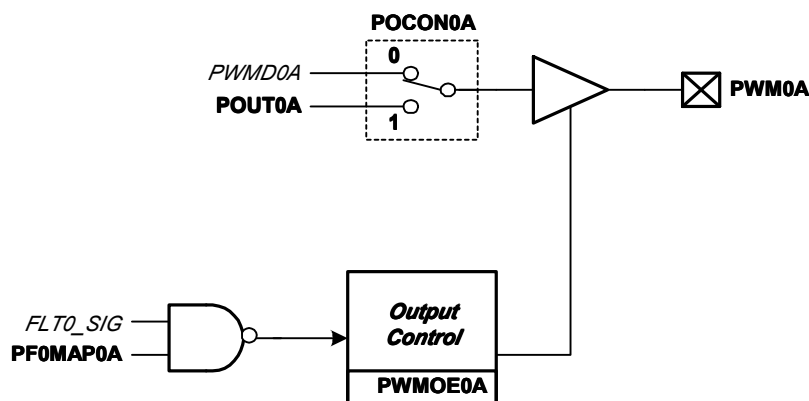 POCON0A
0
PWMD0A
POUT0A
1
PWM0A
FLT0_SIG
PF0MAP0A
Output
Control
PWMOE0A